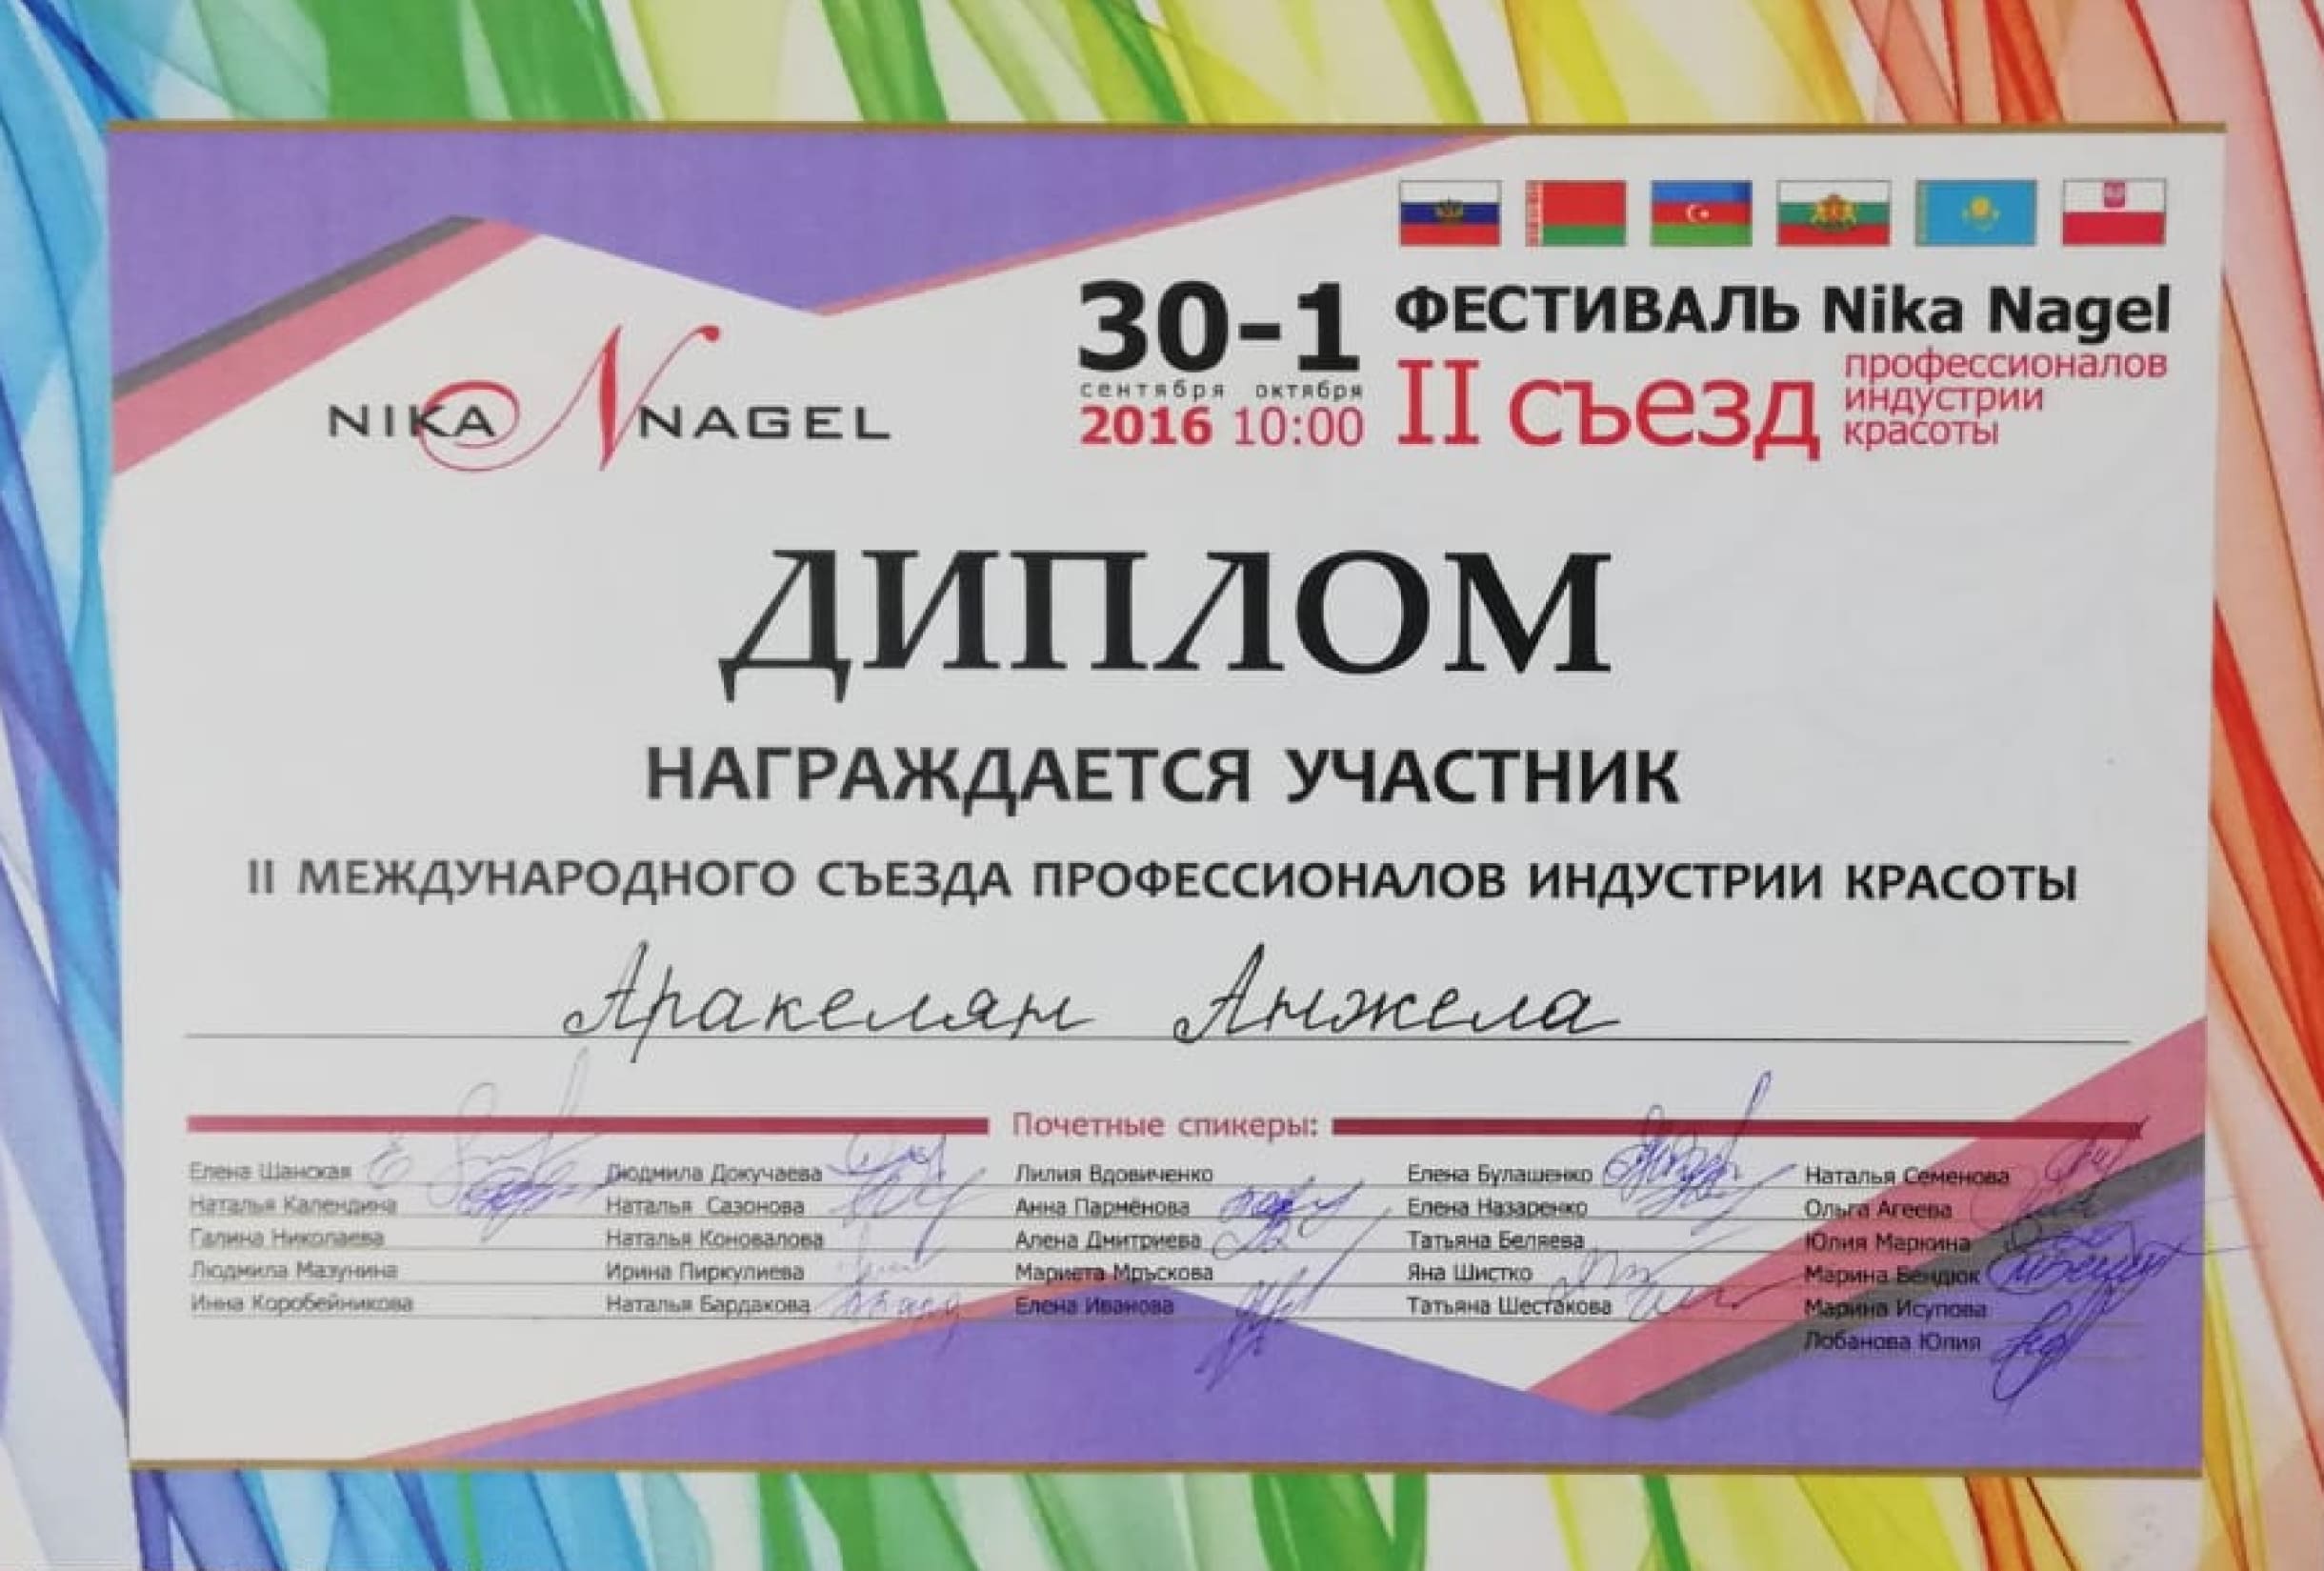 NIKA NAGEL
30-1
сентября октября
2016 10:00
ФЕСТИВАЛЬ Nika Nagel
II съезд
профессионалов
индустрии
красоты
ДИПЛОМ
НАГРАЖДАЕТСЯ УЧАСТНИК
II МЕЖДУНАРОДНОГО СЪЕЗДА ПРОФЕССИОНАЛОВ ИНДУСТРИИ КРАСОТЫ
Аракелян Анжела
Почетные спикеры:
Елена Шанская Людмила Докучаева Лилия Вдовиченко Елена Булашенко Наталья Семенова
Наталья Календина Наталья Сазонова Анна Парменова Елена Назаренко Ольга Агеева
Галина Николаева Наталья Коновалова Алена Дмитриева Татьяна Беляева Юлия Маркина
Людмила Мазунина Ирина Пиркулиева Мариета Мръскова Яна Шистко Марина Бендюк
Инна Коробейникова Наталья Бардакова Елена Иванова Татьяна Шестакова Марина Исупова
Лобанова Юлия